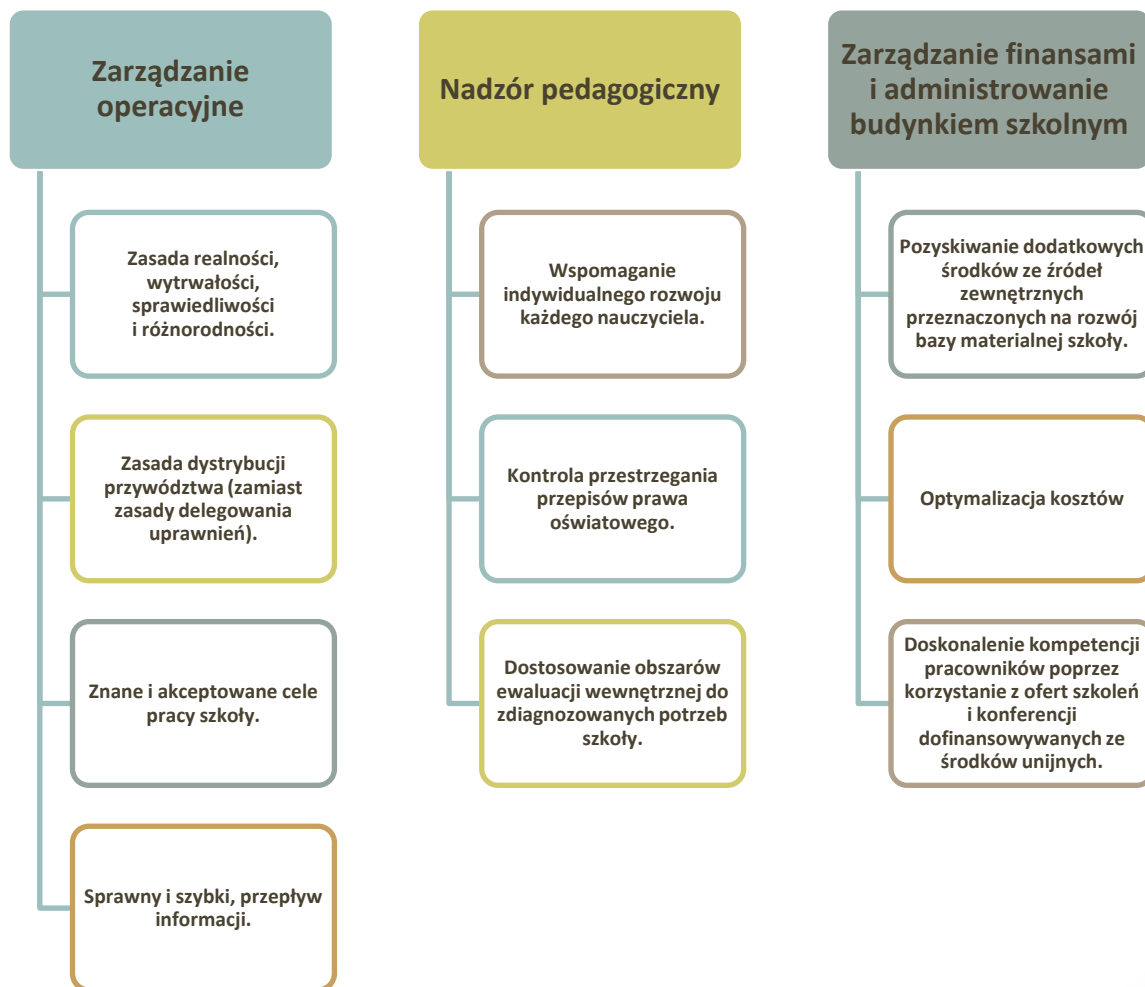 Zarządzanie
operacyjne
Zasada realności,
wytrwałości,
sprawiedliwości
i różnorodności.
Zasada dystrybucji
przywództwa (zamiast
zasady delegowania
uprawnień).
Znane i akceptowane cele
pracy szkoły.
Sprawny i szybki, przepływ
informacji.
Nadzór pedagogiczny
Wspomaganie
indywidualnego rozwoju
każdego nauczyciela.
Kontrola przestrzegania
przepisów prawa
oświatowego.
Dostosowanie obszarów
ewaluacji wewnętrznej do
zdiagnozowanych potrzeb
szkoły.
Zarządzanie finansami
i administrowanie
budynkiem szkolnym
Pozyskiwanie dodatkowych
środków ze źródeł
zewnętrznych
przeznaczonych na rozwój
bazy materialnej szkoły.
Optymalizacja kosztów
Doskonalenie kompetencji
pracowników poprzez
korzystanie z ofert szkoleń
i konferencji
dofinansowywanych ze
środków unijnych.